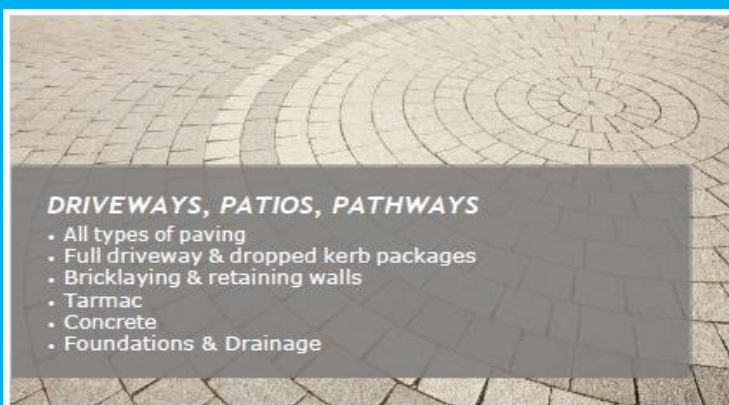 DRIVEWAYS, PATIOS, PATHWAYS
• All types of paving
• Full driveway & dropped kerb packages
• Bricklaying & retaining walls
• Tarmac
• Concrete
• Foundations & Drainage